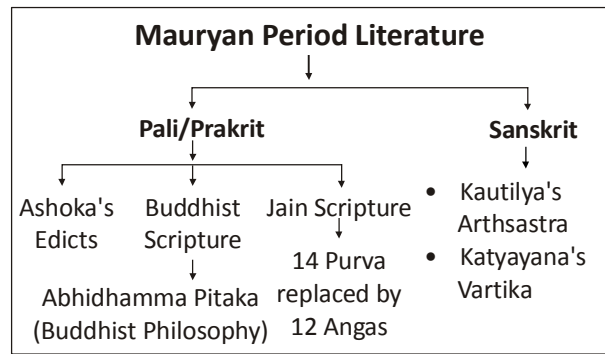 Mauryan Period Literature
Pali/Prakrit
Sanskrit
Ashoka's
Edicts
Buddhist
Scripture
Abhidhamma Pitaka
(Buddhist Philosophy)
Jain Scripture
14 Purva
replaced by
12 Angas
• Kautilya's
Arthsastra
• Katyayana's
Vartika